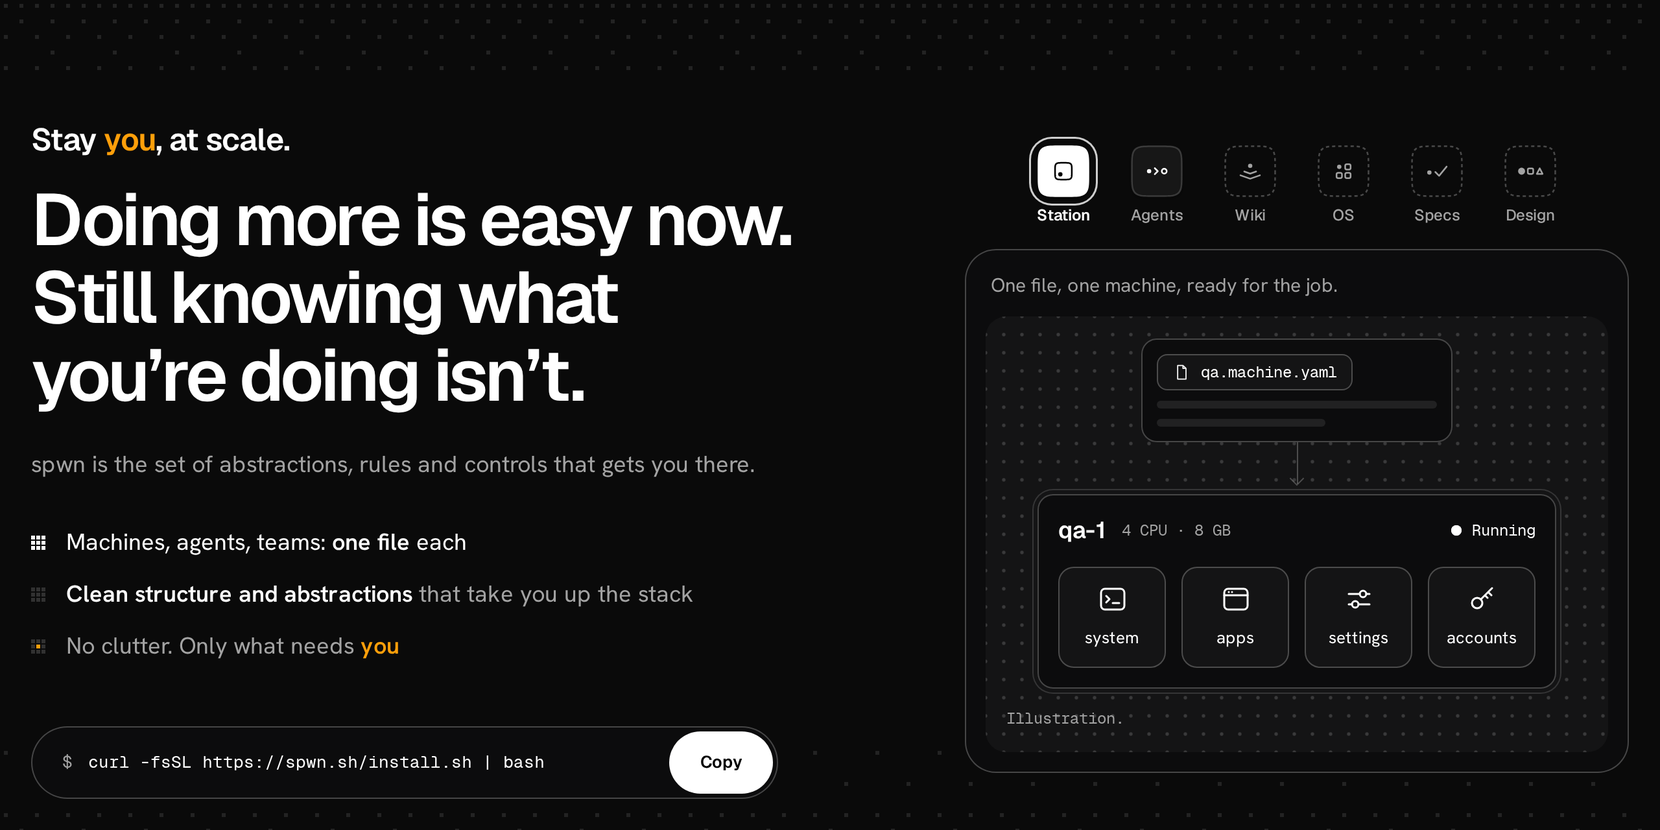 Stay you, at scale.
Doing more is easy now.
Still knowing what
you’re doing isn’t.
spwn is the set of abstractions, rules and controls that gets you there.
Machines, agents, teams: one file each
Clean structure and abstractions that take you up the stack
No clutter. Only what needs you
$ curl -fsSL https://spwn.sh/install.sh | bash
Copy
Station
Agents
Wiki
OS
Specs
Design
One file, one machine, ready for the job.
qa.machine.yaml
qa-1 4 CPU · 8 GB
Running
system
apps
settings
accounts
Illustration.